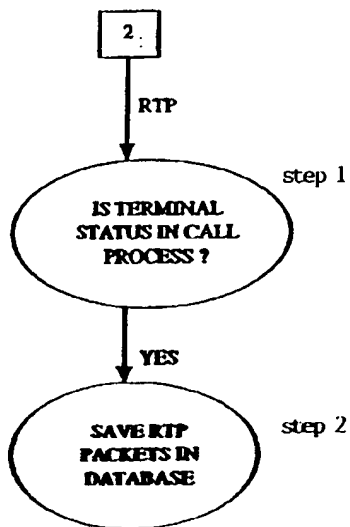 2
RTP
step 1
IS TERMINAL
STATUS IN CALL
PROCESS ?
YES
step 2
SAVE RTP
PACKETS IN
DATABASE